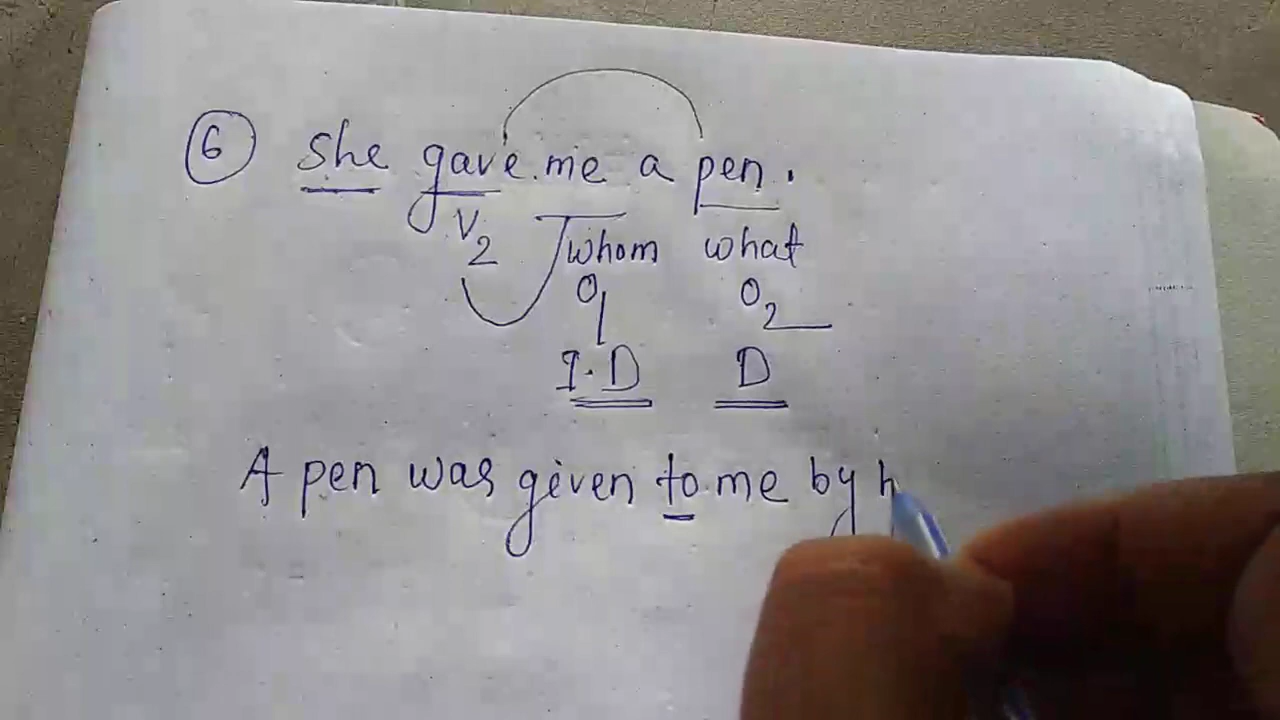 6 She gave me a pen.
V2 whom what
O1 O2
I.D D
A pen was given to me by h